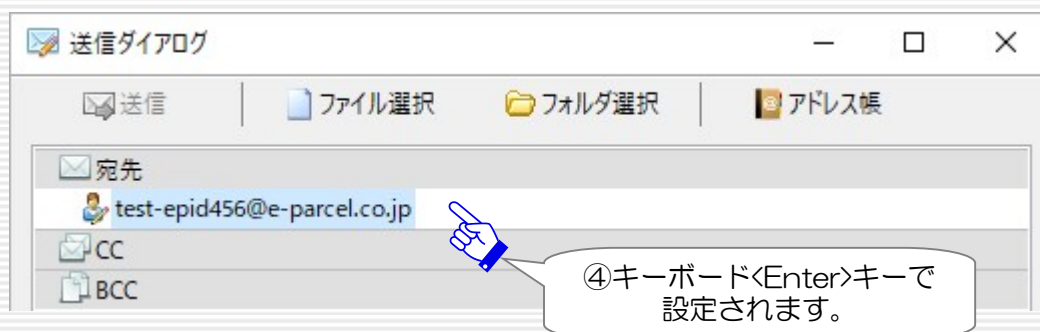 送信ダイアログ
送信 ファイル選択 フォルダ選択 アドレス帳
宛先
test-epid456@e-parcel.co.jp
CC
BCC
④キーボード<Enter>キーで
設定されます。